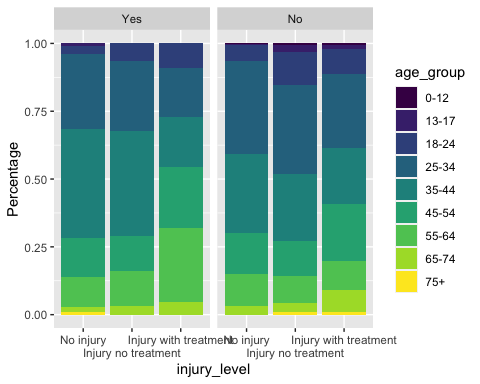 Yes
No
Percentage
1.00
0.75
0.50
0.25
0.00
No injury
Injury no treatment
Injury with treatment
No injury
Injury no treatment
Injury with treatment
injury_level
age_group
0-12
13-17
18-24
25-34
35-44
45-54
55-64
65-74
75+